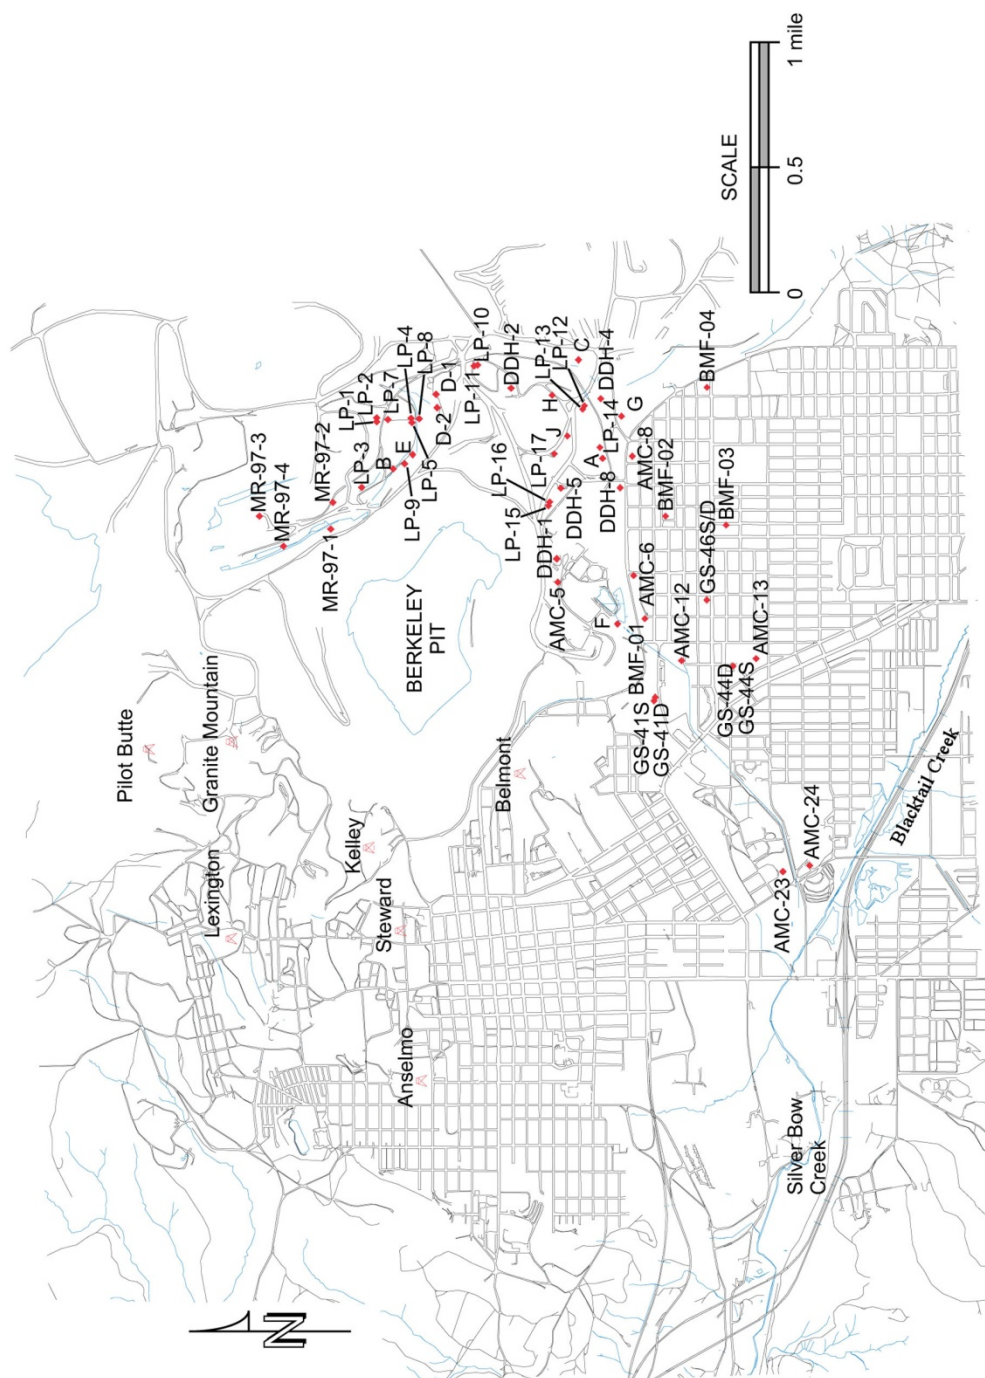 Pilot Butte
Granite Mountain
Lexington
Kelley
Steward
Anselmo
Belmont
BERKELEY
PIT
MR-97-3
MR-97-4
MR-97-2
MR-97-1
LP-1
LP-2
LP-3
LP-7
LP-4
LP-8
B
E
D-1
D-2
LP-9
LP-5
LP-10
LP-11
DDH-2
LP-16
LP-17
LP-15
DDH-1
DDH-5
AMC-5
H
J
LP-13
LP-12
C
DDH-4
A
LP-14
G
DDH-8
F
AMC-8
AMC-6
BMF-02
BMF-01
BMF-04
BMF-03
AMC-12
GS-46S/D
GS-41S
GS-41D
GS-44D
GS-44S
AMC-13
AMC-23
AMC-24
Blacktail Creek
Silver Bow
Creek
SCALE
0
0.5
1 mile
N